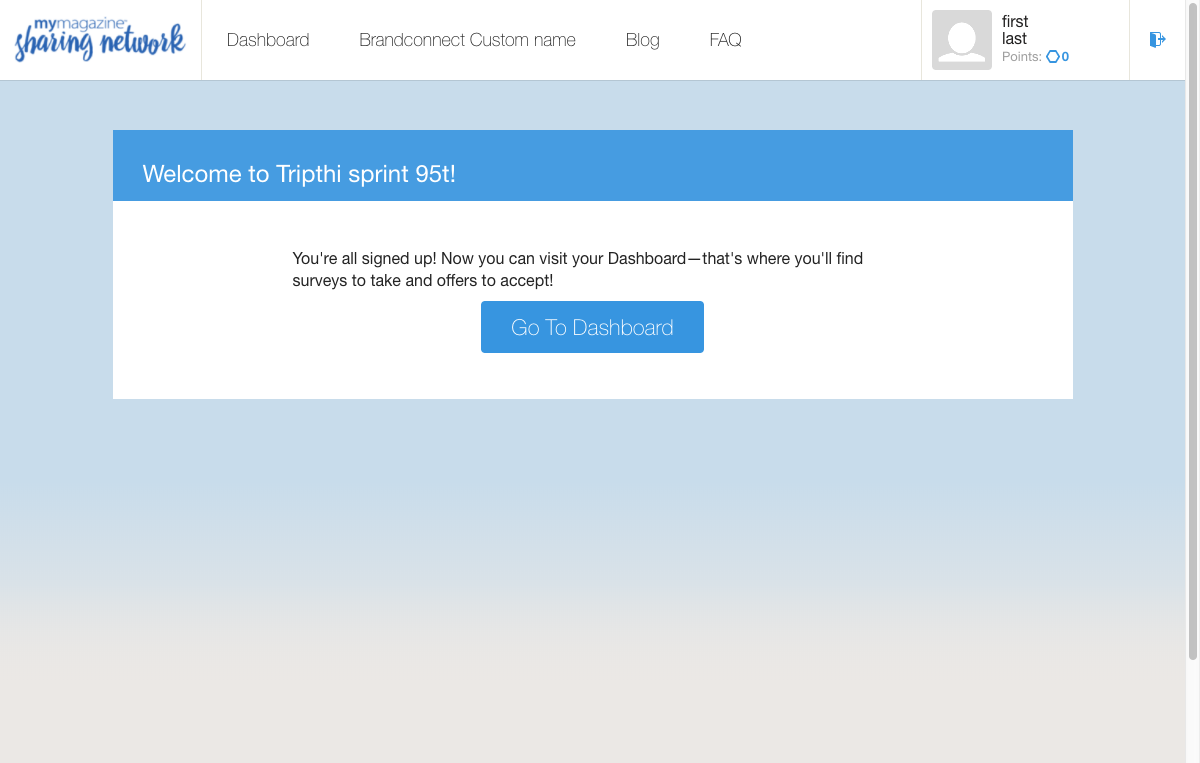 mymagazine
sharing network
Dashboard
Brandconnect Custom name
Blog
FAQ
first
last
Points: 0
Welcome to Tripthi sprint 95t!
You're all signed up! Now you can visit your Dashboard—that's where you'll find
surveys to take and offers to accept!
Go To Dashboard